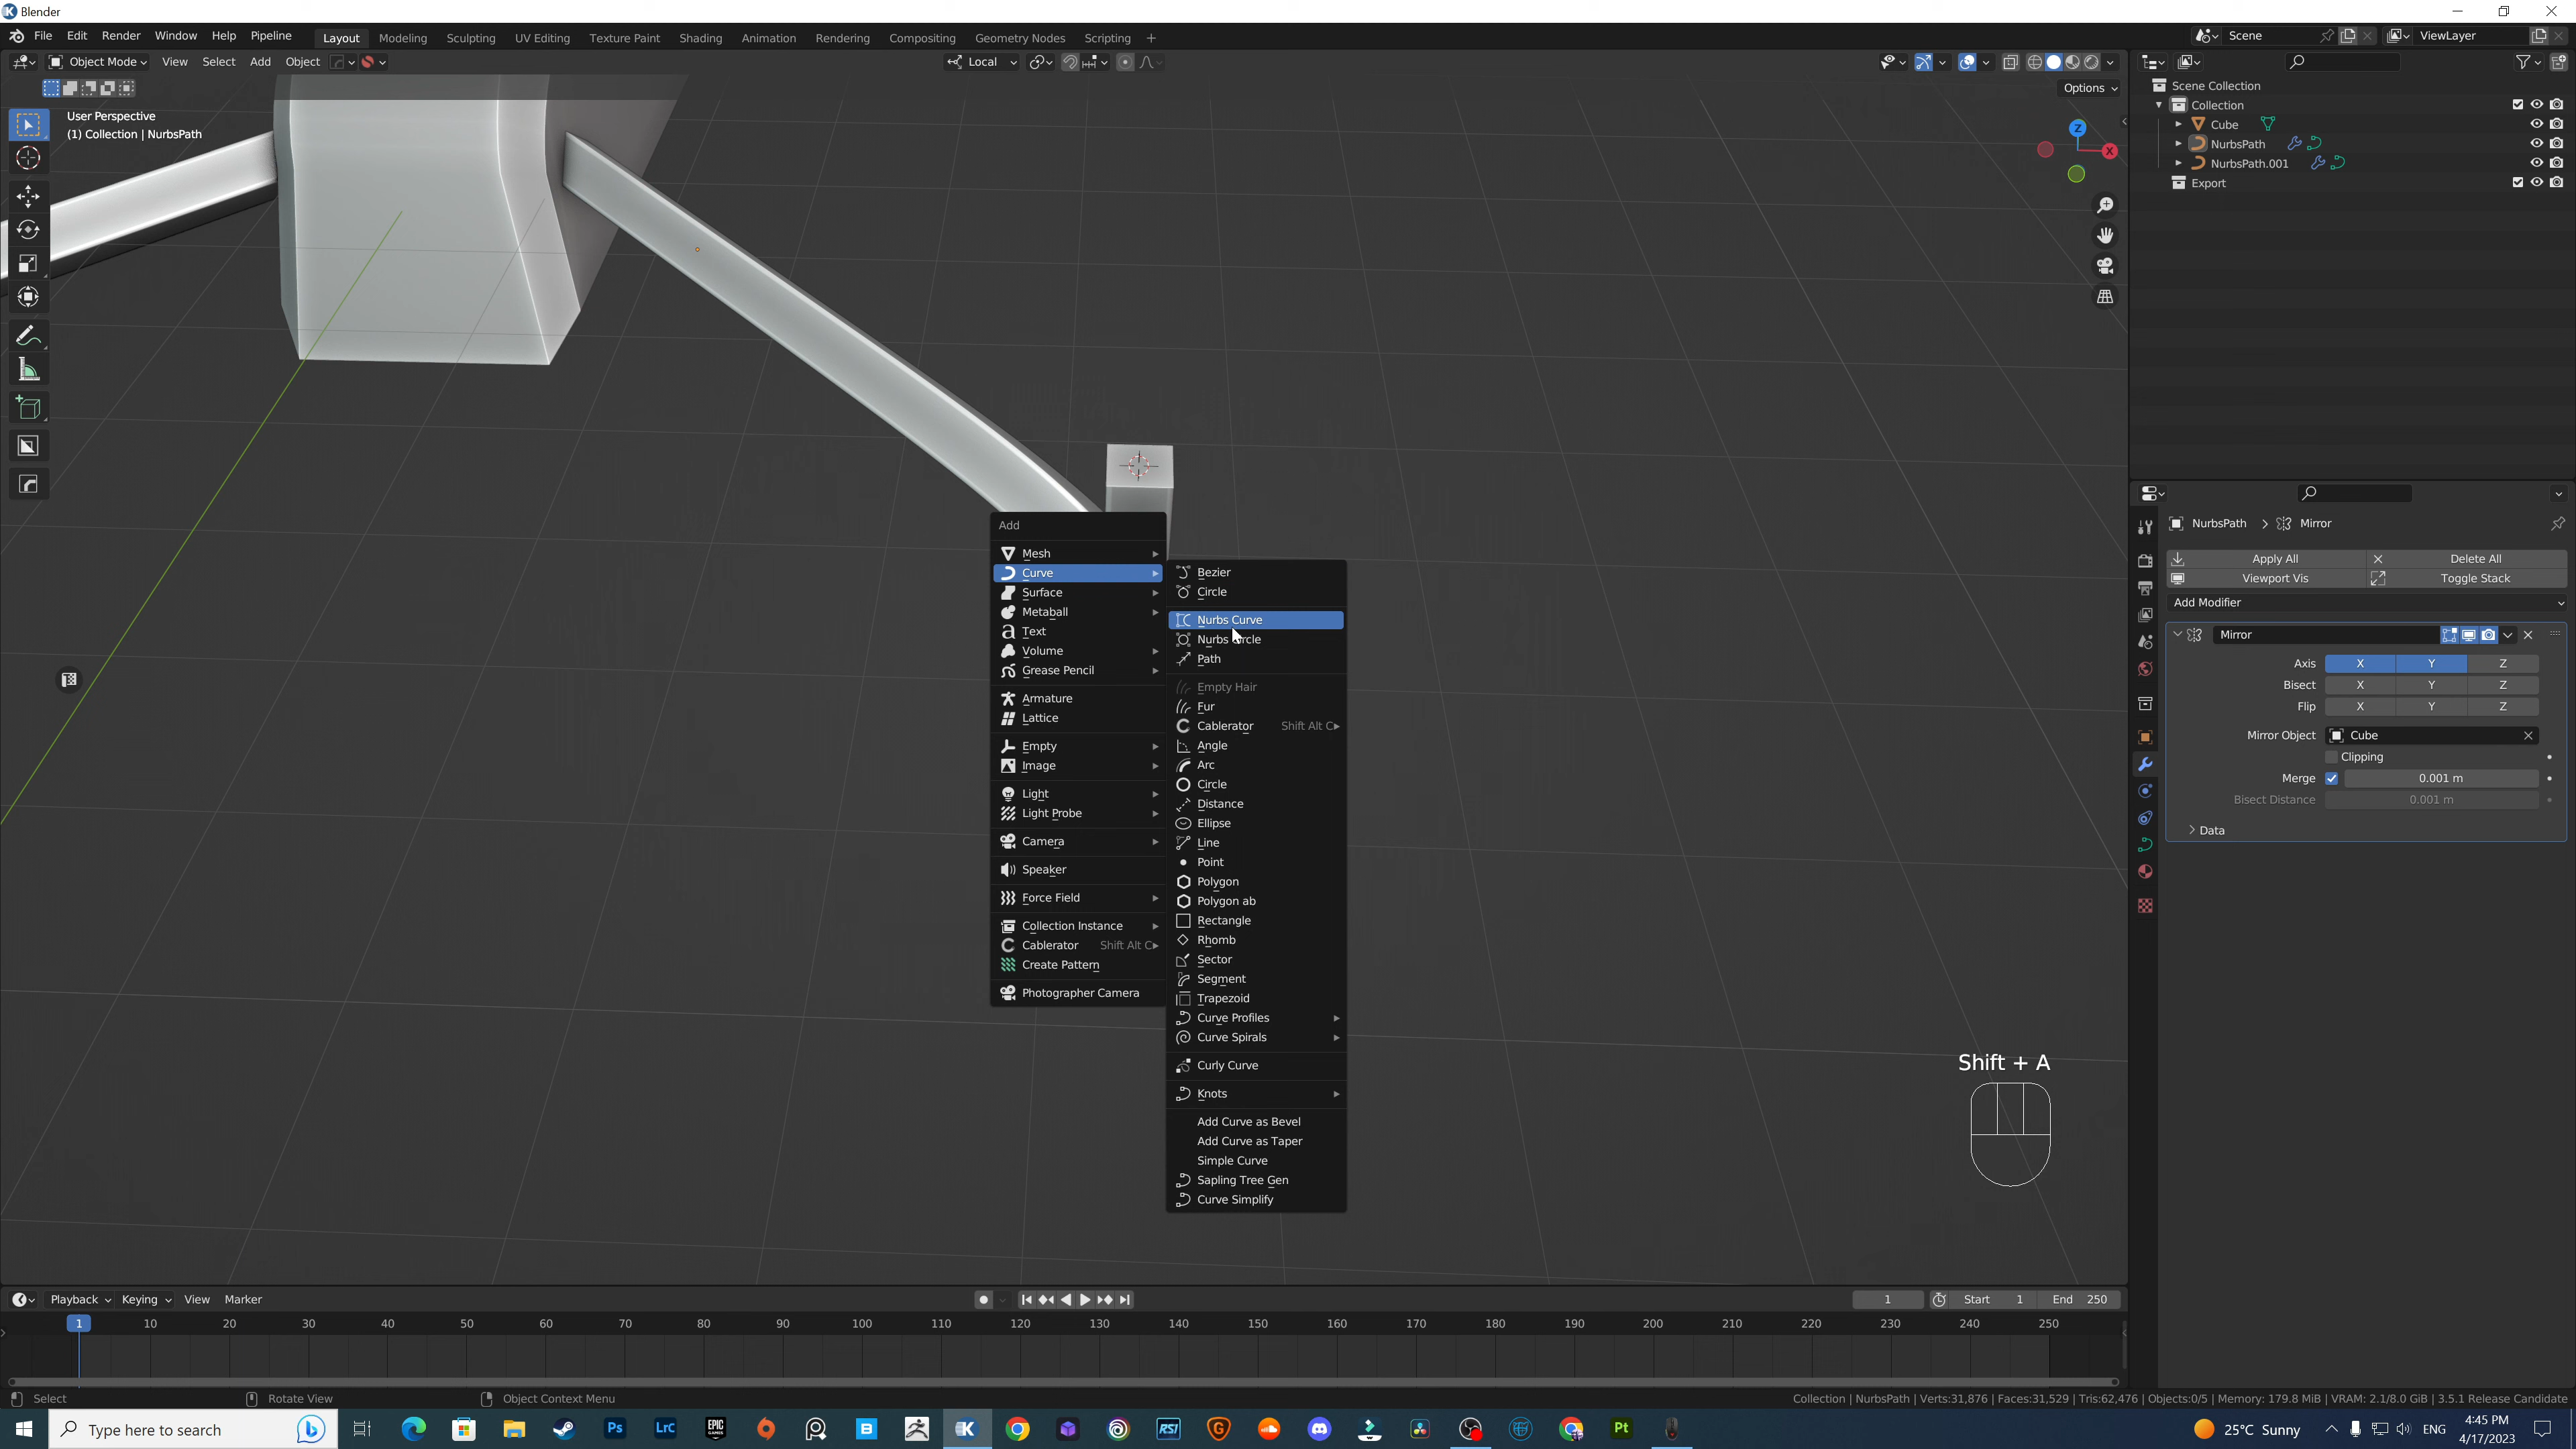 Blender
File Edit Render Window Help Pipeline Layout Modeling Sculpting UV Editing Texture Paint Shading Animation Rendering Compositing Geometry Nodes Scripting + Scene ViewLayer
Object Mode View Select Add Object Local
Options
User Perspective
(1) Collection | NurbsPath
Z
X
Scene Collection
Collection
Cube
NurbsPath
NurbsPath.001
Export
Add
Mesh
Curve
Surface
Metaball
Text
Volume
Grease Pencil
Armature
Lattice
Empty
Image
Light
Light Probe
Camera
Speaker
Force Field
Collection Instance
Cablerator Shift Alt C
Create Pattern
Photographer Camera
Bezier
Circle
Nurbs Curve
Nurbs Circle
Path
Empty Hair
Fur
Cablerator Shift Alt C
Angle
Arc
Circle
Distance
Ellipse
Line
Point
Polygon
Polygon ab
Rectangle
Rhomb
Sector
Segment
Trapezoid
Curve Profiles
Curve Spirals
Curly Curve
Knots
Add Curve as Bevel
Add Curve as Taper
Simple Curve
Sapling Tree Gen
Curve Simplify
NurbsPath > Mirror
Apply All Delete All
Viewport Vis Toggle Stack
Add Modifier
Mirror
Axis X Y Z
Bisect X Y Z
Flip X Y Z
Mirror Object Cube
Clipping
Merge 0.001 m
Bisect Distance 0.001 m
Data
Shift + A
Playback Keying View Marker 1 Start 1 End 250
1 10 20 30 40 50 60 70 80 90 100 110 120 130 140 150 160 170 180 190 200 210 220 230 240 250
Select Rotate View Object Context Menu Collection | NurbsPath | Verts:31,876 | Faces:31,529 | Tris:62,476 | Objects:0/5 | Memory: 179.8 MiB | VRAM: 2.1/8.0 GiB | 3.5.1 Release Candidate
Type here to search Ps LrC EPIC GAMES B K RSI G Pt 25°C Sunny ENG 4:45 PM
4/17/2023